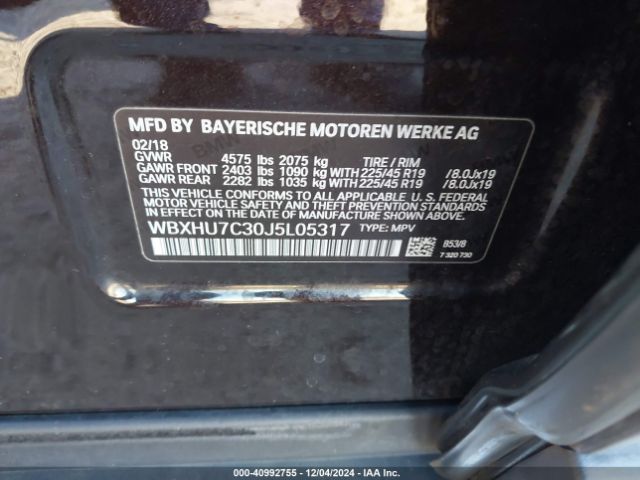 MFD BY BAYERISCHE MOTOREN WERKE AG
02/18
GVWR 4575 lbs 2075 kg TIRE / RIM
GAWR FRONT 2403 lbs 1090 kg WITH 225/45 R19 /8.0Jx19
GAWR REAR 2282 lbs 1035 kg WITH 225/45 R19 /8.0Jx19
THIS VEHICLE CONFORMS TO ALL APPLICABLE U. S. FEDERAL
MOTOR VEHICLE SAFETY, BUMPER, AND THEFT PREVENTION
STANDARDS IN EFFECT ON THE DATE OF MANUFACTURE SHOWN ABOVE.
WBXHU7C30J5L05317 TYPE: MPV
853/8
7 320 730
000-40992755 - 12/04/2024 - IAA Inc.